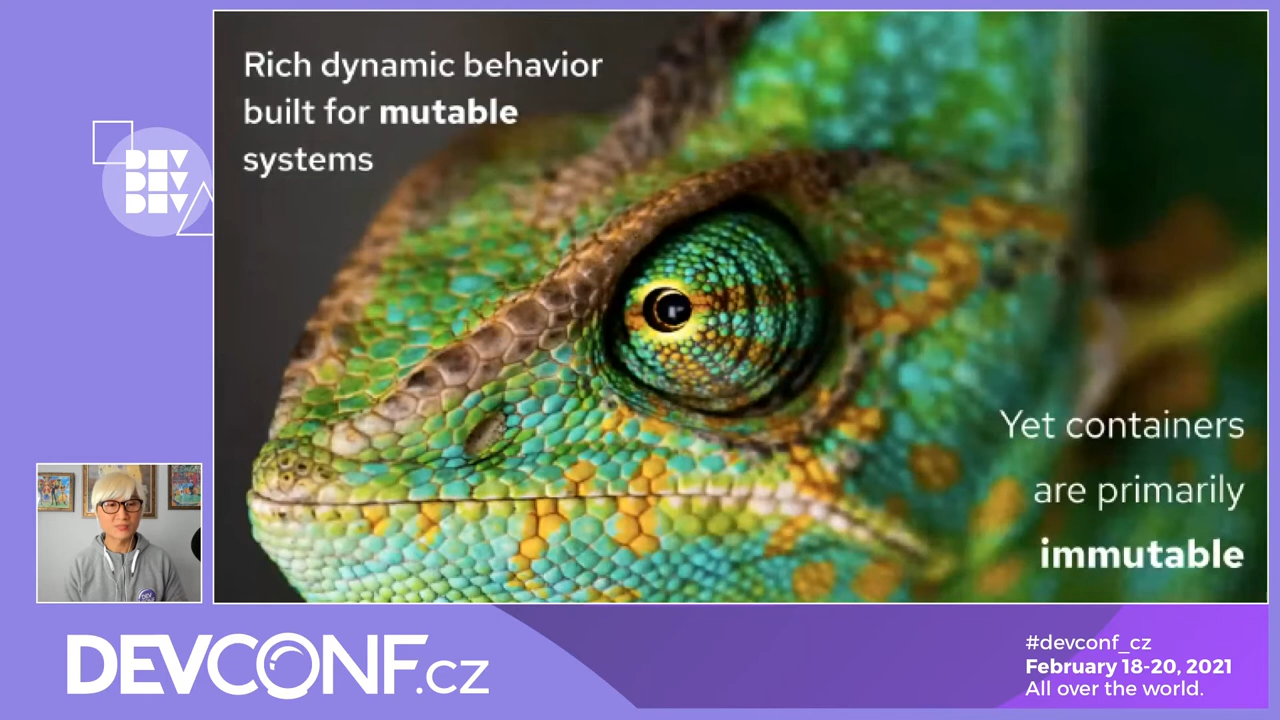 Rich dynamic behavior
built for mutable
systems
DEV
DEV
DEV
Yet containers
are primarily
immutable
DEVCONF.cz
#devconf_cz
February 18-20, 2021
All over the world.